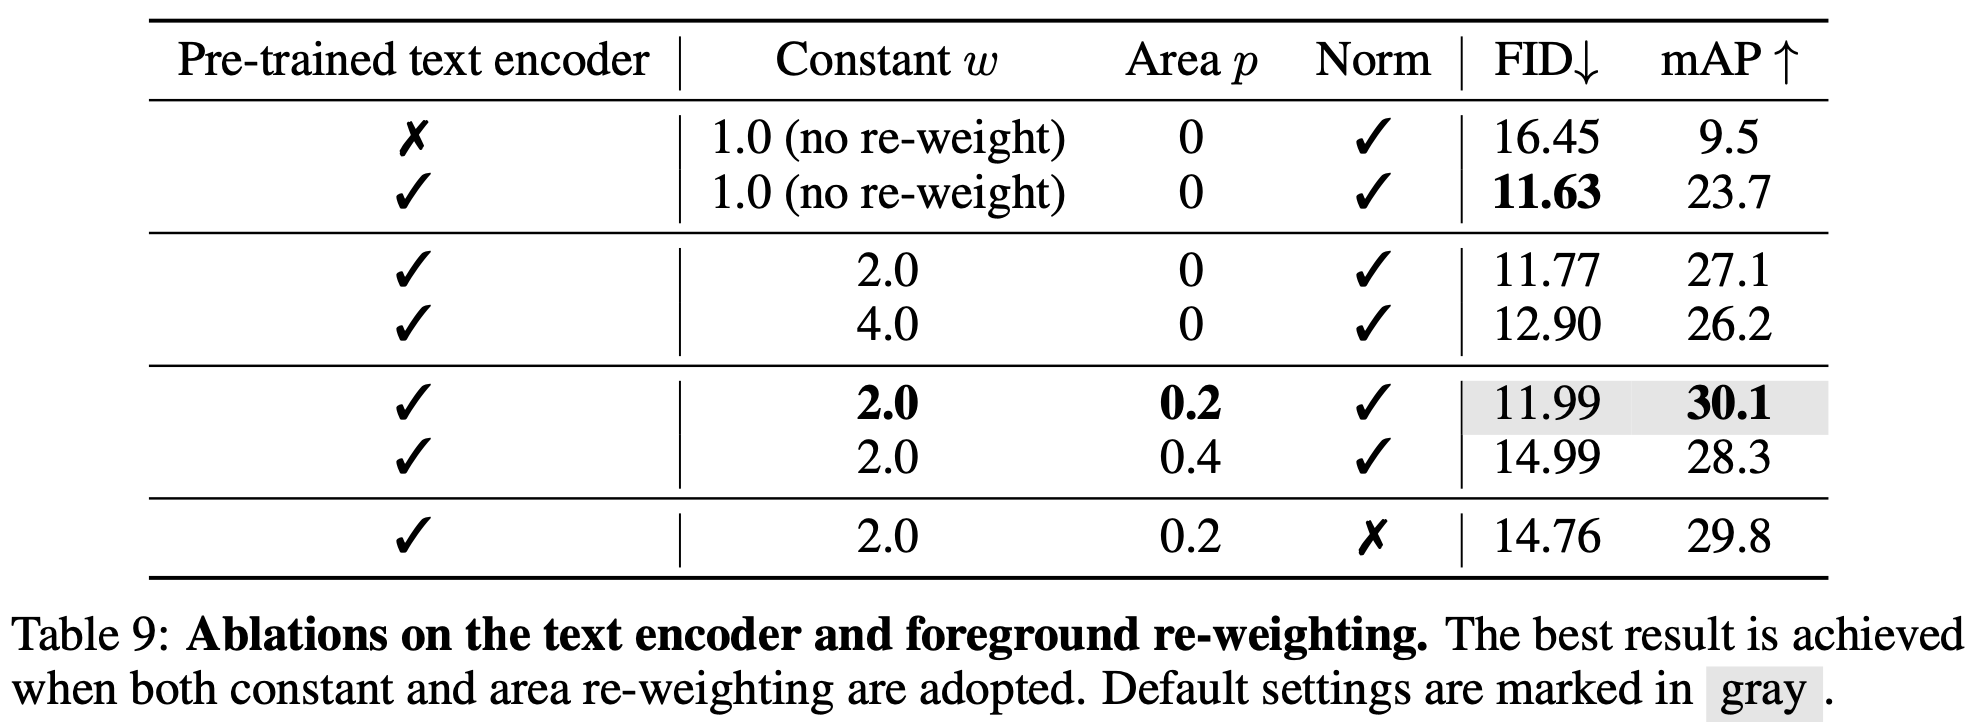 Pre-trained text encoder Constant w Area p Norm FID↓ mAP ↑
✗ 1.0 (no re-weight) 0 ✓ 16.45 9.5
✓ 1.0 (no re-weight) 0 ✓ 11.63 23.7
✓ 2.0 0 ✓ 11.77 27.1
✓ 4.0 0 ✓ 12.90 26.2
✓ 2.0 0.2 ✓ 11.99 30.1
✓ 2.0 0.4 ✓ 14.99 28.3
✓ 2.0 0.2 ✗ 14.76 29.8
Table 9: Ablations on the text encoder and foreground re-weighting. The best result is achieved
when both constant and area re-weighting are adopted. Default settings are marked in gray .